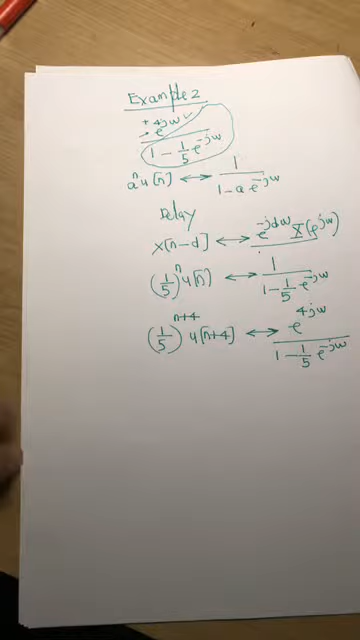 Example 2
+4jw
→ e
1 - 1/5 e^-jw
a^n u[n] ↔ 1 / (1 - a e^-jw)
Delay
x[n-d] ↔ e^-jdw X(e^jw)
(1/5)^n u[n] ↔ 1 / (1 - 1/5 e^-jw)
(1/5)^n+4 u[n+4] ↔ e^4jw / (1 - 1/5 e^-jw)